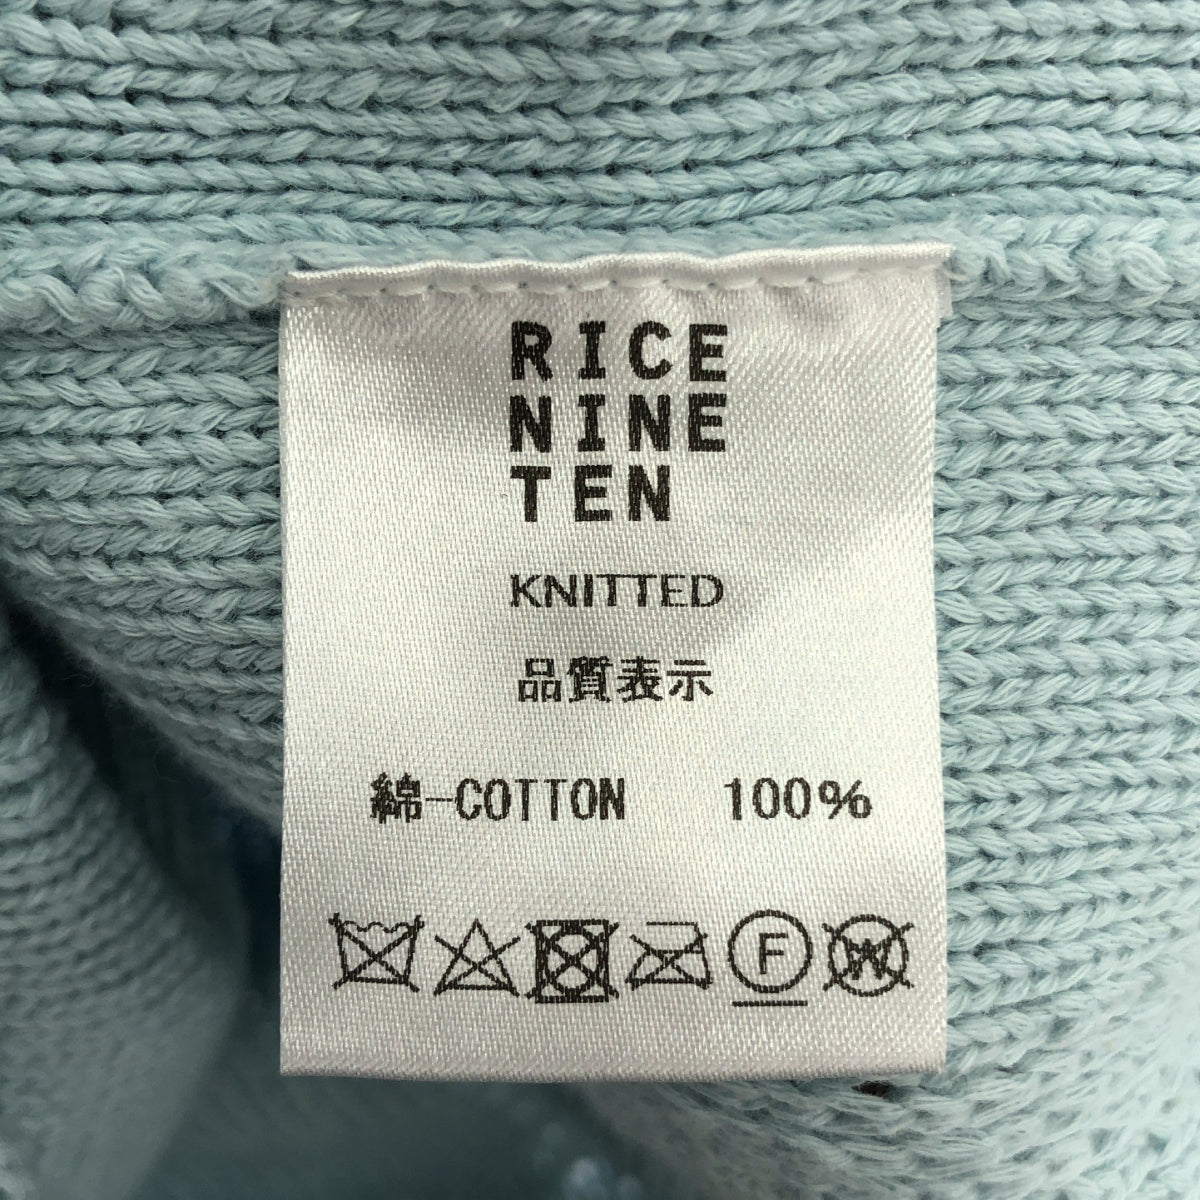 RICE
NINE
TEN
KNITTED
品質表示
綿-COTTON 100%
F W